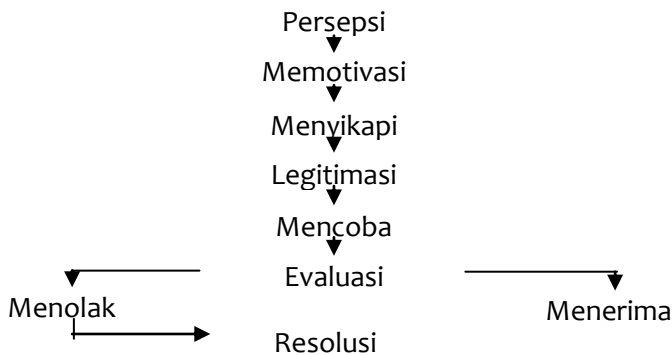 Persepsi
Memotivasi
Menyikapi
Legitimasi
Mencoba
Evaluasi
Menolak
Menerima
Resolusi